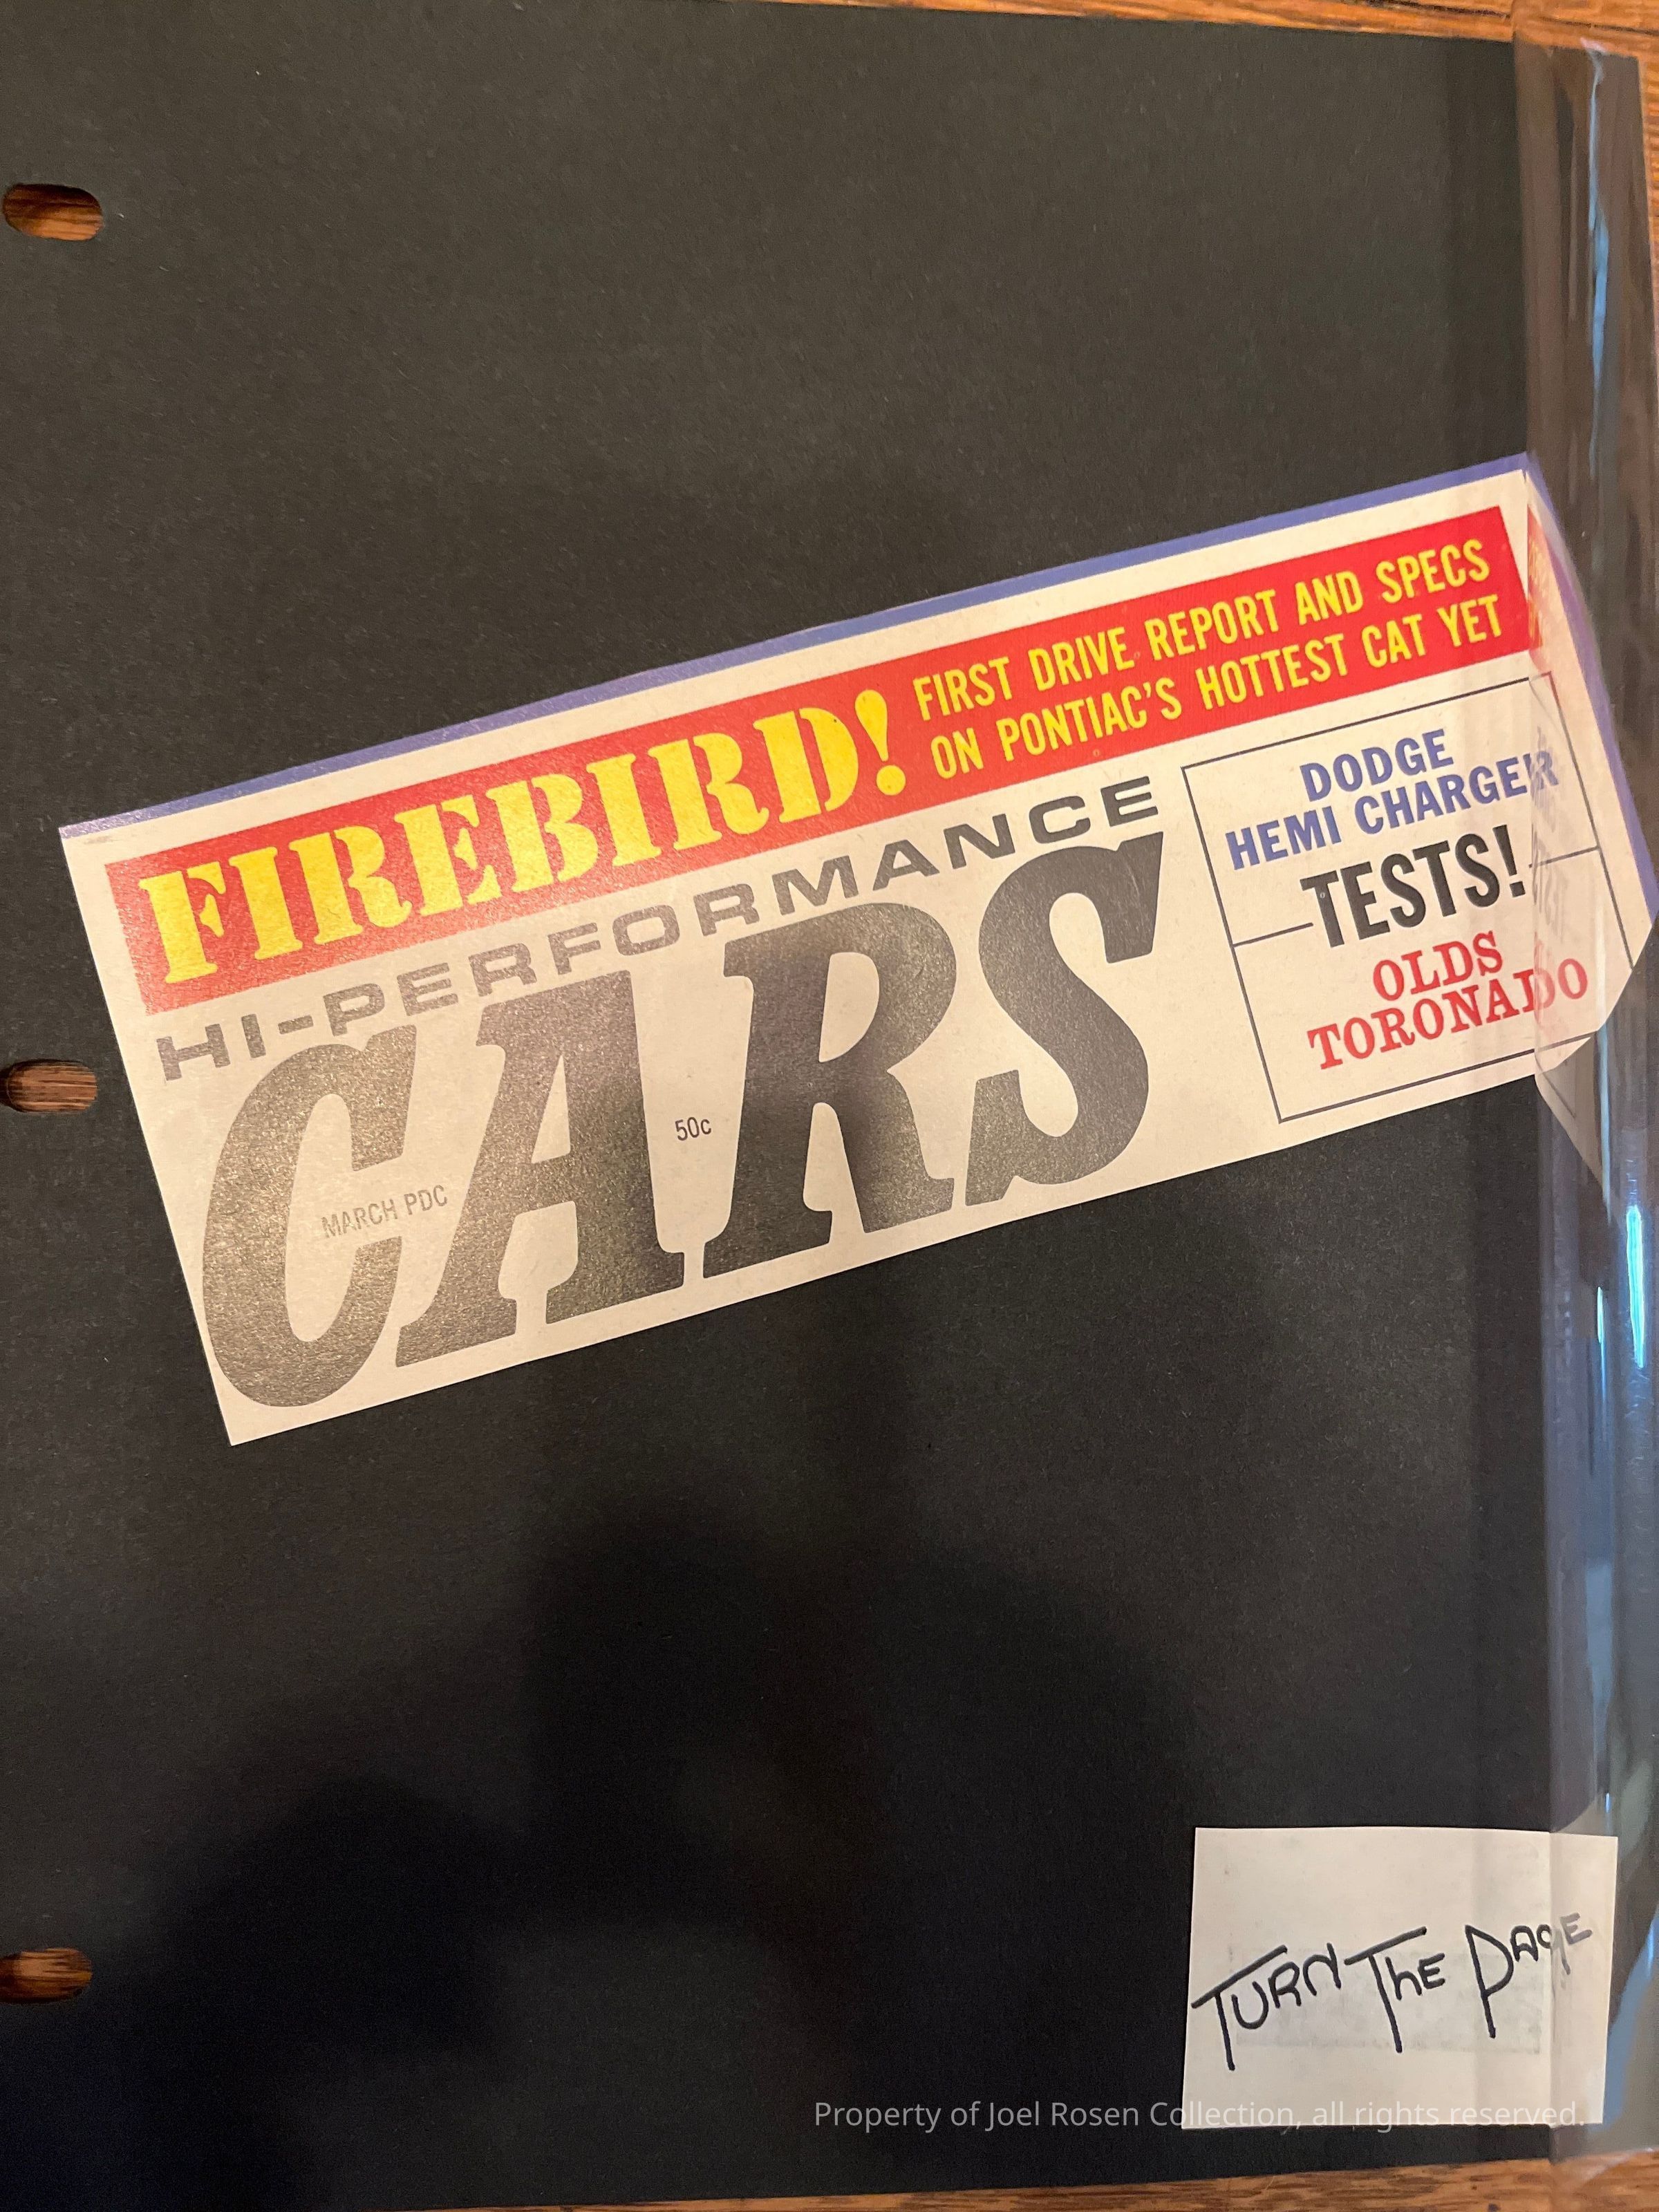 FIREBIRD!
FIRST DRIVE REPORT AND SPECS
ON PONTIAC'S HOTTEST CAT YET
HI-PERFORMANCE
CARS
MARCH PDC
50c
DODGE
HEMI CHARGER
TESTS!
OLDS
TORONADO
TURN THE PAGE
Property of Joel Rosen Collection, all rights reserved.